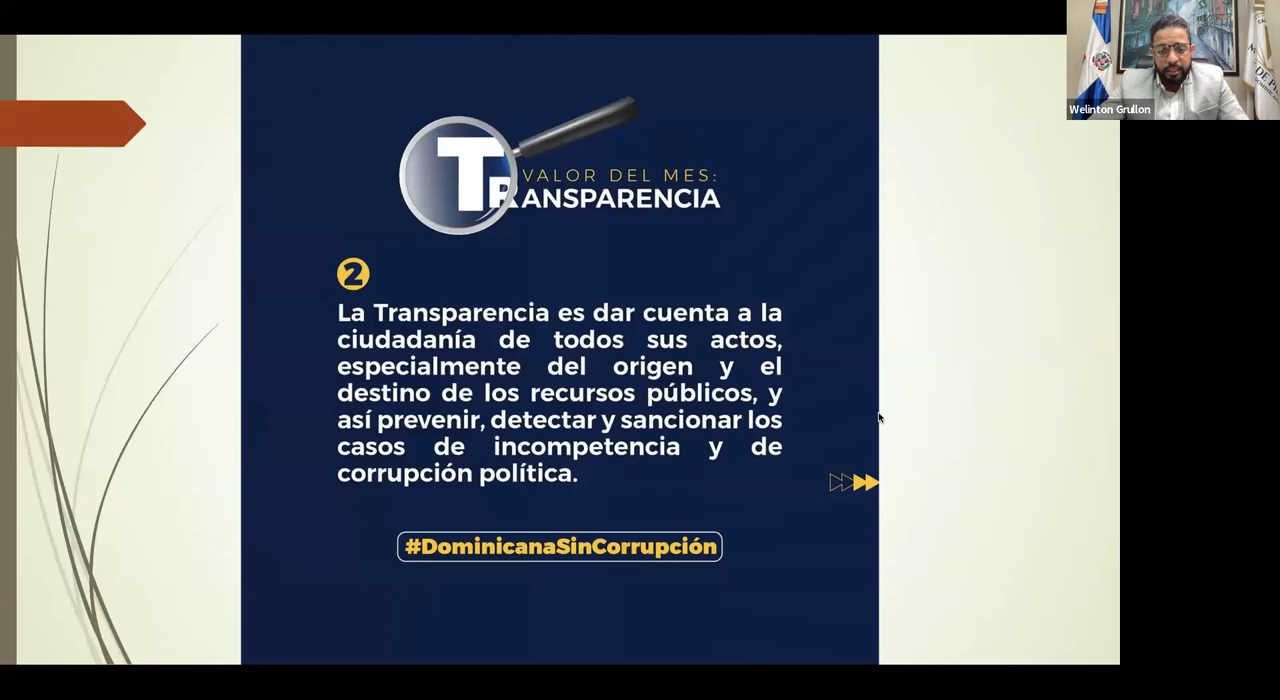 VALOR DEL MES:
TRANSPARENCIA
2
La Transparencia es dar cuenta a la
ciudadanía de todos sus actos,
especialmente del origen y el
destino de los recursos públicos, y
así prevenir, detectar y sancionar los
casos de incompetencia y de
corrupción política.
#DominicanaSinCorrupción
Welinton Grullon